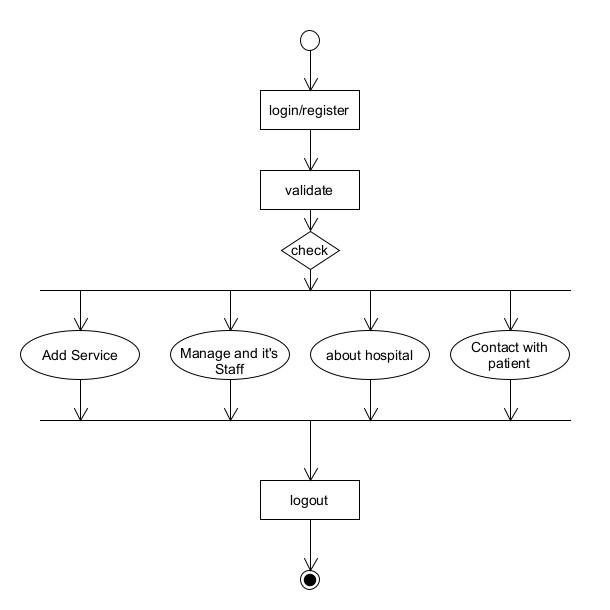 login/register
validate
check
Add Service
Manage and it's
Staff
about hospital
Contact with
patient
logout